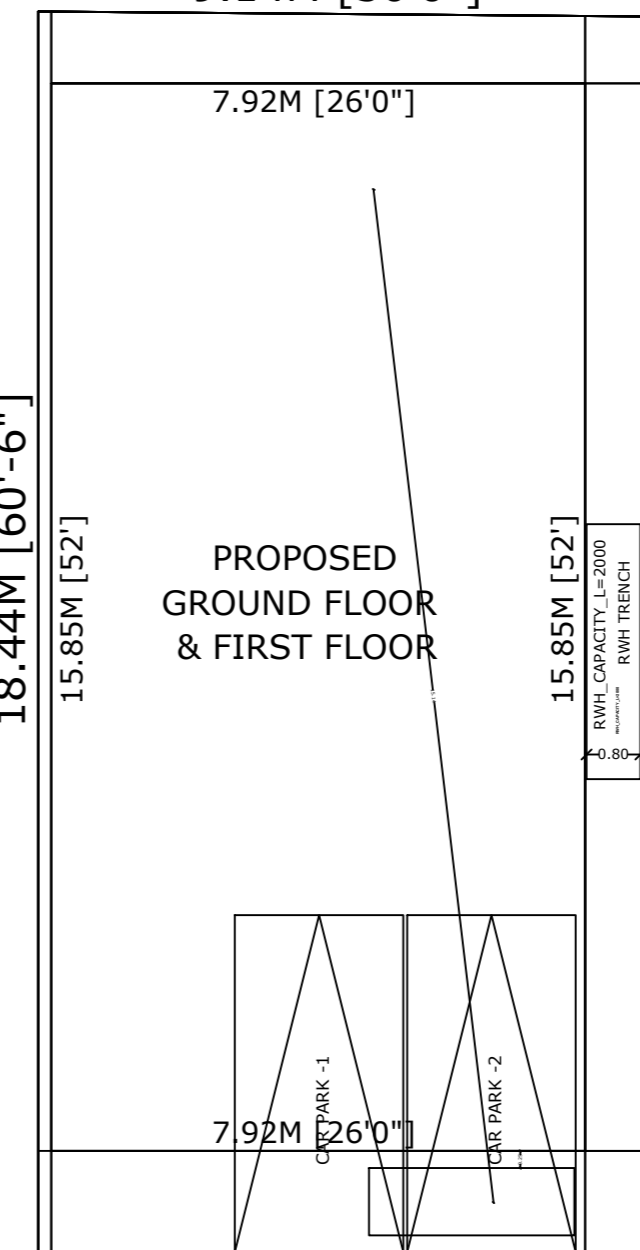 7.92M [26'0"]
18.44M [60'-6"]
15.85M [52']
PROPOSED
GROUND FLOOR
& FIRST FLOOR
15.85M [52']
RWH_CAPACITY_L=2000
RWH TRENCH
0.80
CAR PARK -1
CAR PARK -2
7.92M [26'0"]